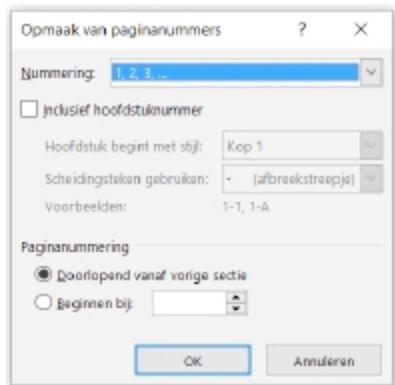 Opmaak van paginanummers ? ×
Nummering: 1, 2, 3, ...
Inclusief hoofdstuknummer
Hoofdstuk begint met stijl: Kop 1
Scheidingsteken gebruiken: - (afbreekstreepje)
Voorbeelden: 1-1, 1-A
Paginanummering
Doorlopend vanaf vorige sectie
Beginnen bij:
OK Annuleren